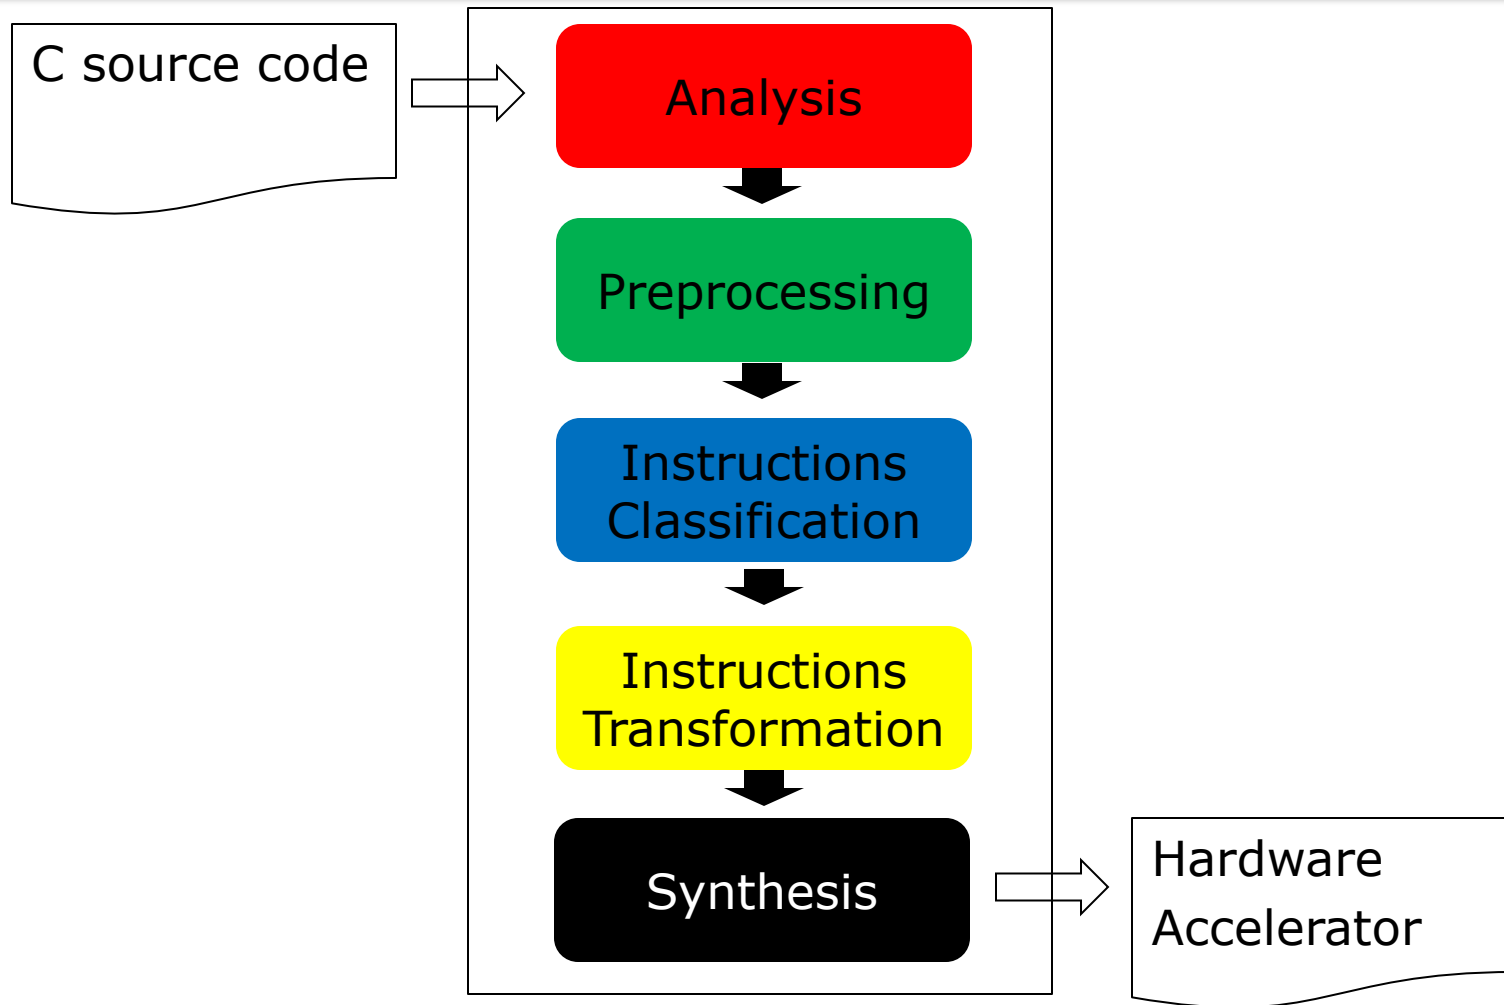 C source code
Analysis
Preprocessing
Instructions
Classification
Instructions
Transformation
Synthesis
Hardware
Accelerator